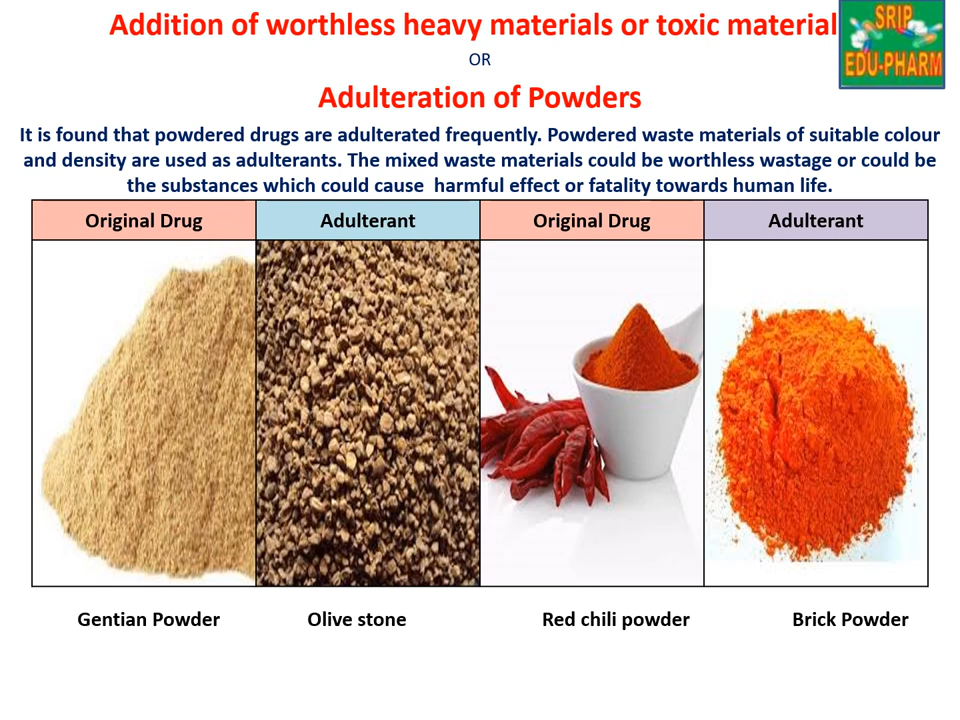 Addition of worthless heavy materials or toxic material
SRIP
EDU-PHARM
OR
Adulteration of Powders
It is found that powdered drugs are adulterated frequently. Powdered waste materials of suitable colour
and density are used as adulterants. The mixed waste materials could be worthless wastage or could be
the substances which could cause harmful effect or fatality towards human life.
Original Drug Adulterant Original Drug Adulterant
Gentian Powder Olive stone Red chili powder Brick Powder